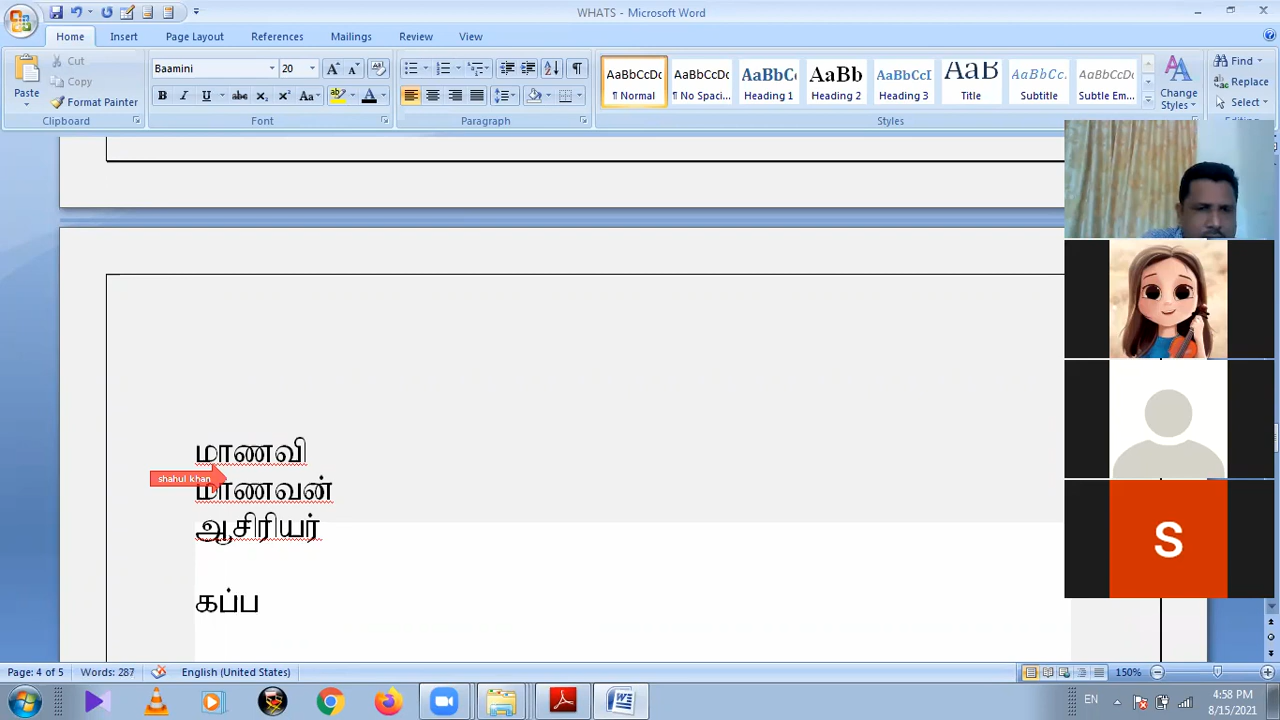 WHATS - Microsoft Word
Home Insert Page Layout References Mailings Review View
Paste
Cut
Copy
Format Painter
Clipboard
Baamini 20
Font
Paragraph
AaBbCcDc AaBbCcDc AaBbC AaBb AaBbCcI AaB AaBbCc. AaBbCcDc
¶ Normal ¶ No Spaci... Heading 1 Heading 2 Heading 3 Title Subtitle Subtle Em...
Styles
Change Styles
Find
Replace
Select
மாணவி
shahul khan
மாணவன்
ஆசிரியர்
கப்ப
S
Page: 4 of 5 Words: 287 English (United States) 150%
EN 4:58 PM
8/15/2021